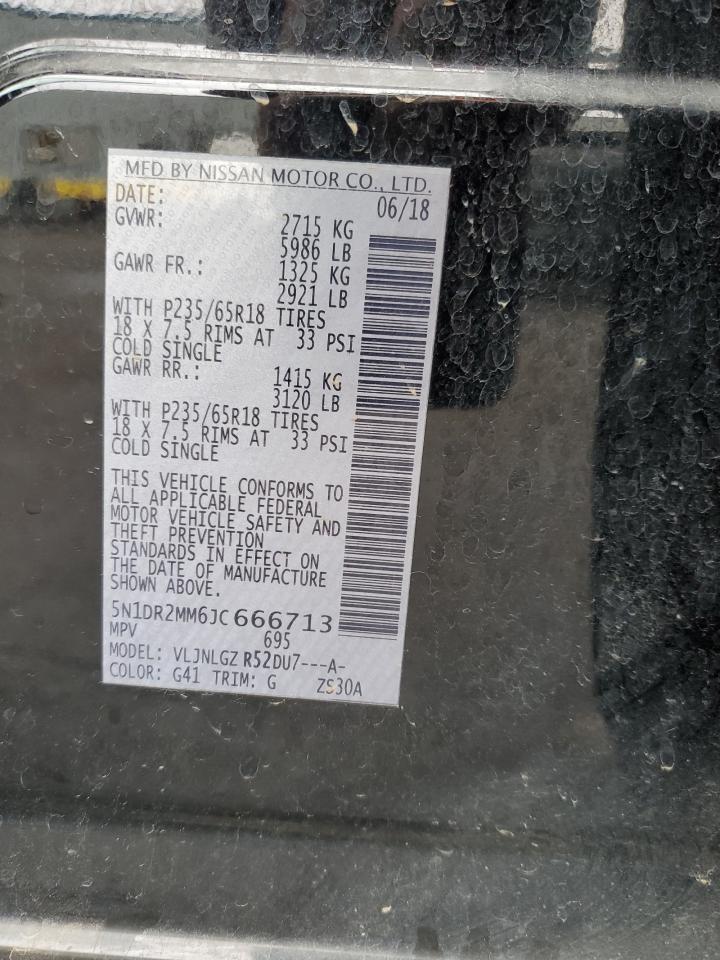 MFD BY NISSAN MOTOR CO., LTD.
DATE: 06/18
GVWR: 2715 KG
5986 LB
GAWR FR.: 1325 KG
2921 LB
WITH P235/65R18 TIRES
18 X 7.5 RIMS AT 33 PSI
COLD SINGLE
GAWR RR.: 1415 KG
3120 LB
WITH P235/65R18 TIRES
18 X 7.5 RIMS AT 33 PSI
COLD SINGLE
THIS VEHICLE CONFORMS TO
ALL APPLICABLE FEDERAL
MOTOR VEHICLE SAFETY AND
THEFT PREVENTION
STANDARDS IN EFFECT ON
THE DATE OF MANUFACTURE
SHOWN ABOVE.
5N1DR2MM6JC666713
MPV 695
MODEL: VLJNLGZ R52DU7---A-
COLOR: G41 TRIM: G ZS30A